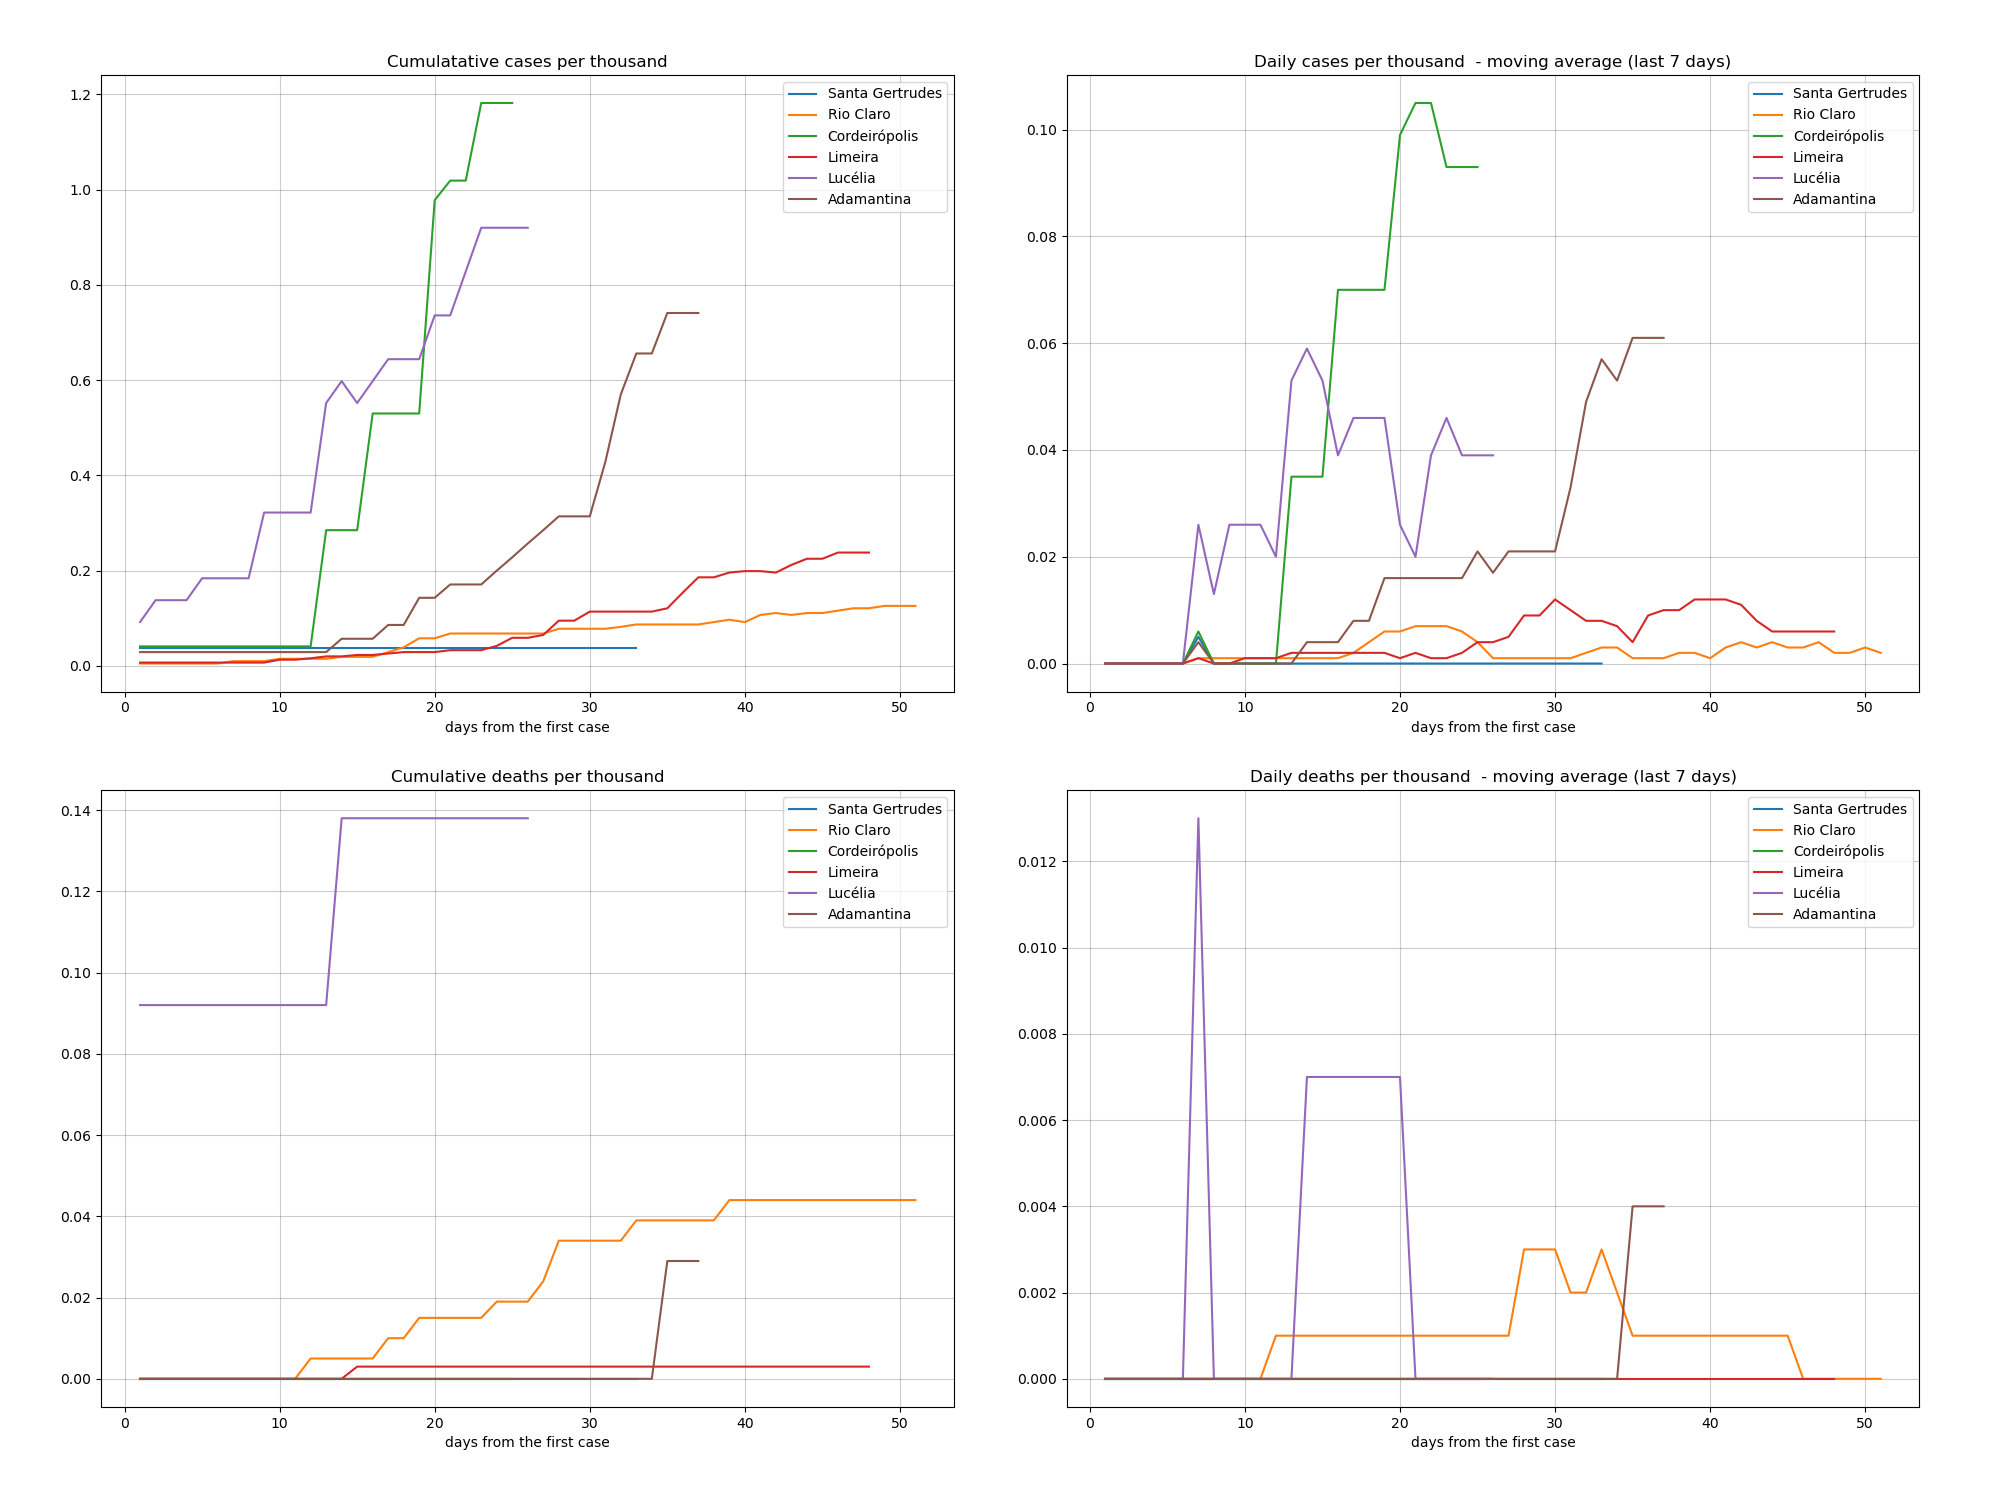 Cumulatative cases per thousand
1.2
1.0
0.8
0.6
0.4
0.2
0.0
Santa Gertrudes
Rio Claro
Cordeirópolis
Limeira
Lucélia
Adamantina
0 10 20 30 40 50
days from the first case
Daily cases per thousand - moving average (last 7 days)
0.10
0.08
0.06
0.04
0.02
0.00
Santa Gertrudes
Rio Claro
Cordeirópolis
Limeira
Lucélia
Adamantina
0 10 20 30 40 50
days from the first case
Cumulative deaths per thousand
0.14
0.12
0.10
0.08
0.06
0.04
0.02
0.00
Santa Gertrudes
Rio Claro
Cordeirópolis
Limeira
Lucélia
Adamantina
0 10 20 30 40 50
days from the first case
Daily deaths per thousand - moving average (last 7 days)
0.012
0.010
0.008
0.006
0.004
0.002
0.000
Santa Gertrudes
Rio Claro
Cordeirópolis
Limeira
Lucélia
Adamantina
0 10 20 30 40 50
days from the first case